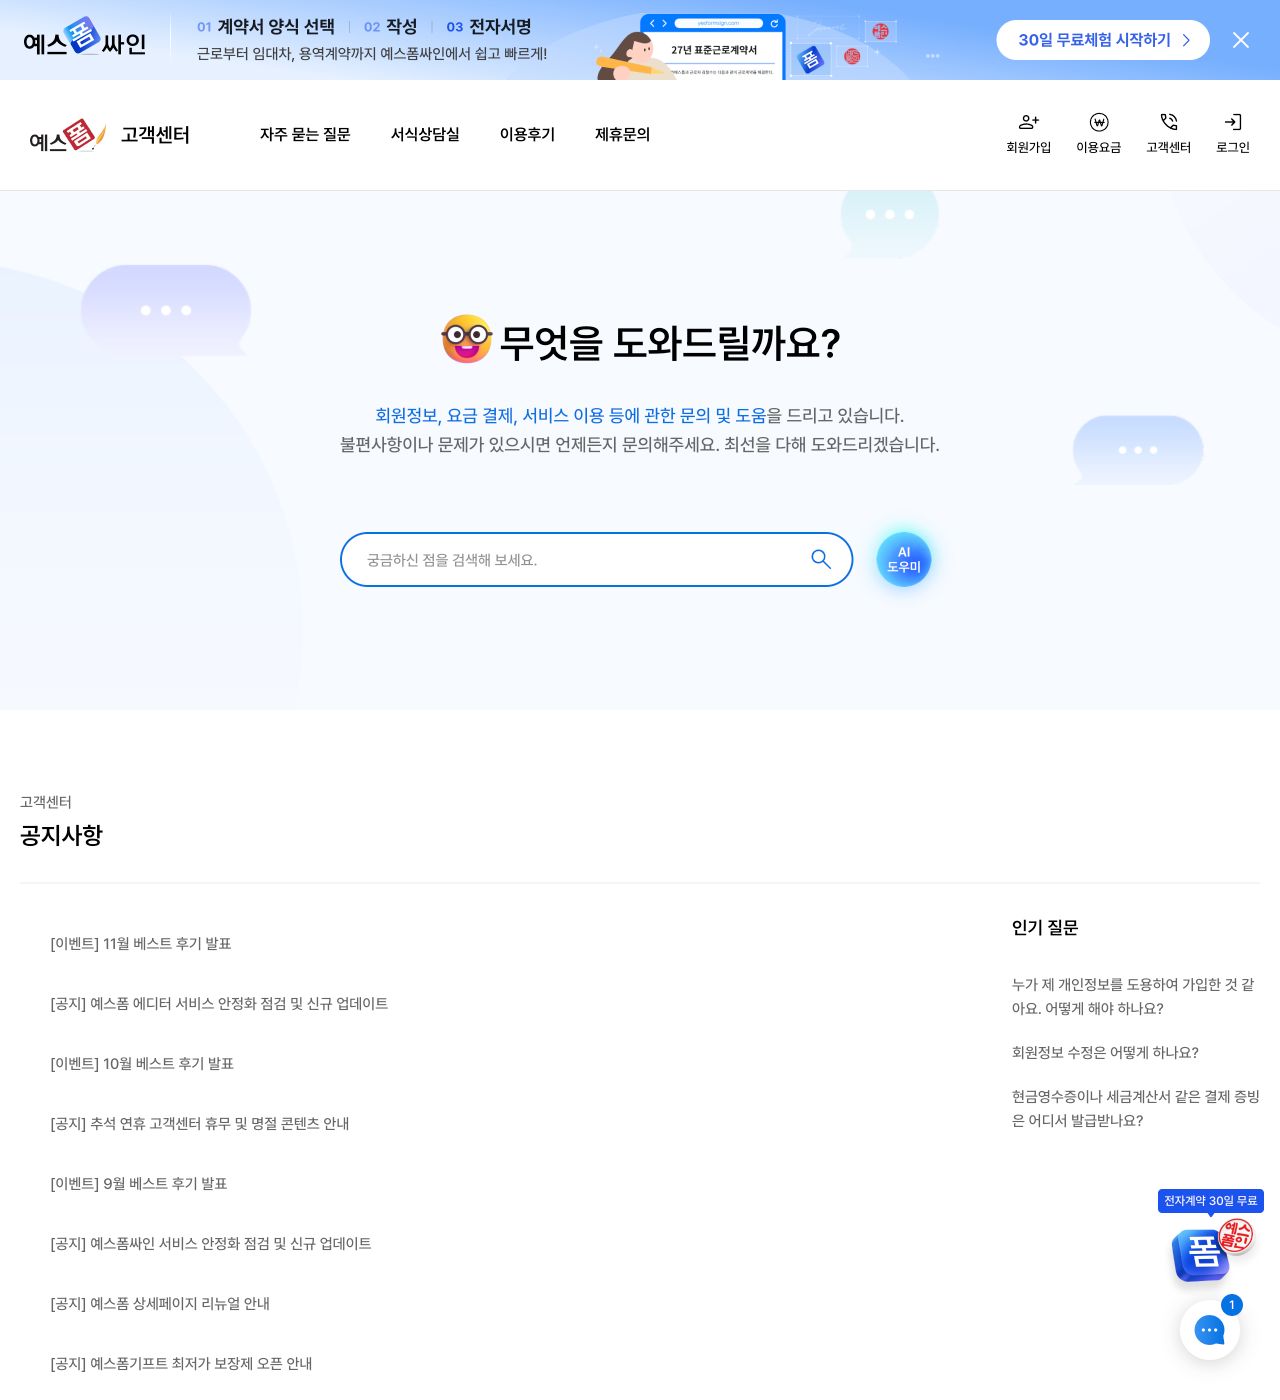 예스폼싸인
01 계약서 양식 선택 | 02 작성 | 03 전자서명
근로부터 임대차, 용역계약까지 예스폼싸인에서 쉽고 빠르게!
yesformsign.com
27년 표준근로계약서
폼
30일 무료체험 시작하기
예스폼 고객센터
자주 묻는 질문
서식상담실
이용후기
제휴문의
회원가입
이용요금
고객센터
로그인
무엇을 도와드릴까요?
회원정보, 요금 결제, 서비스 이용 등에 관한 문의 및 도움을 드리고 있습니다.
불편사항이나 문제가 있으시면 언제든지 문의해주세요. 최선을 다해 도와드리겠습니다.
궁금하신 점을 검색해 보세요.
AI
도우미
고객센터
공지사항
[이벤트] 11월 베스트 후기 발표
[공지] 예스폼 에디터 서비스 안정화 점검 및 신규 업데이트
[이벤트] 10월 베스트 후기 발표
[공지] 추석 연휴 고객센터 휴무 및 명절 콘텐츠 안내
[이벤트] 9월 베스트 후기 발표
[공지] 예스폼싸인 서비스 안정화 점검 및 신규 업데이트
[공지] 예스폼 상세페이지 리뉴얼 안내
[공지] 예스폼기프트 최저가 보장제 오픈 안내
인기 질문
누가 제 개인정보를 도용하여 가입한 것 같
아요. 어떻게 해야 하나요?
회원정보 수정은 어떻게 하나요?
현금영수증이나 세금계산서 같은 결제 증빙
은 어디서 발급받나요?
전자계약 30일 무료
예스
폼인
폼
1